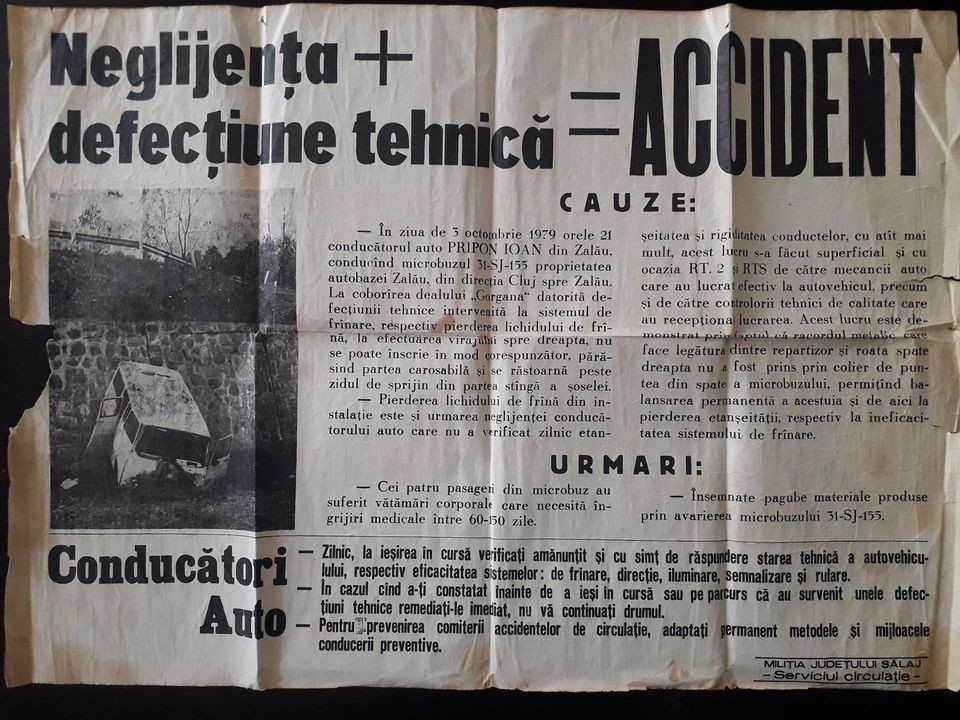 Neglijența +
defecțiune tehnică = ACCIDENT
CAUZE:
— În ziua de 3 octombrie 1979 orele 21
conducătorul auto PRIPON IOAN din Zalău,
conducînd microbuzul 31-SJ-155 proprietatea
autobazei Zalău, din direcția Cluj spre Zalău.
La coborîrea dealului „Gorgana" datorită de-
fecțiunii tehnice intervenită la sistemul de
frînare, respectiv pierderea lichidului de frî-
nă, la efectuarea virajului spre dreapta, nu
se poate înscrie în mod corespunzător, pără-
sind partea carosabilă și se răstoarnă peste
zidul de sprijin din partea stîngă a șoselei.
— Pierderea lichidului de frînă din in-
stalație este și urmarea neglijenței conducă-
torului auto care nu a verificat zilnic etan-
șeitatea și rigiditatea conductelor, cu atît mai
mult, acest lucru s-a făcut superficial și cu
ocazia RT. 2 și RTS de către mecancii auto
care au lucrat efectiv la autovehicul, precum
și de către controlorii tehnici de calitate care
au recepționat lucrarea. Acest lucru este de-
monstrat prin faptul că racordul metalic care
face legătura dintre repartizor și roata spate
dreapta nu a fost prins prin colier de pun-
tea din spate a microbuzului, permițînd ba-
lansarea permanentă a acestuia și de aici la
pierderea etanșeității, respectiv la ineficaci-
tatea sistemului de frînare.
URMARI:
— Cei patru pasageri din microbuz au
suferit vătămări corporale care necesită în-
grijiri medicale între 60-150 zile.
— Însemnate pagube materiale produse
prin avarierea microbuzului 31-SJ-155.
Conducători
Auto
— Zilnic, la ieșirea în cursă verificați amănunțit și cu simț de răspundere starea tehnică a autovehicu-
lului, respectiv eficacitatea sistemelor: de frînare, direcție, iluminare, semnalizare și rulare.
— În cazul cînd a-ți constatat înainte de a ieși în cursă sau pe parcurs că au survenit unele defec-
țiuni tehnice remediați-le imediat, nu vă continuați drumul.
— Pentru prevenirea comiterii accidentelor de circulație, adaptați permanent metodele și mijloacele
conducerii preventive.
MILIȚIA JUDEȚULUI SĂLAJ
- Serviciul circulație -